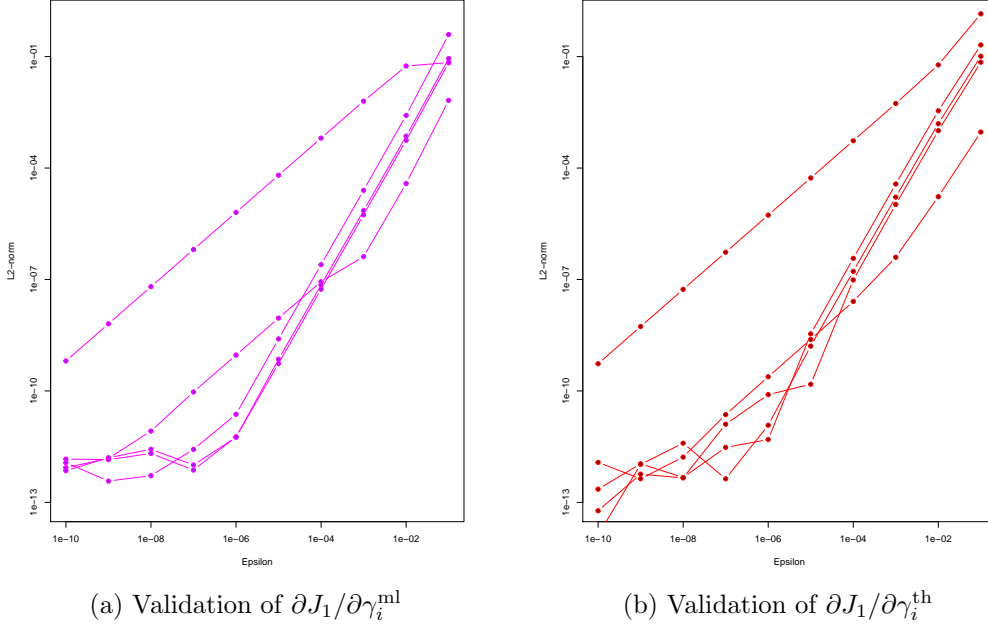 1e−01
1e−04
1e−07
1e−10
1e−13
L2−norm
1e−10 1e−08 1e−06 1e−04 1e−02
Epsilon
(a) Validation of ∂J₁/∂γᵢᵐˡ
1e−01
1e−04
1e−07
1e−10
1e−13
L2−norm
1e−10 1e−08 1e−06 1e−04 1e−02
Epsilon
(b) Validation of ∂J₁/∂γᵢᵗʰ